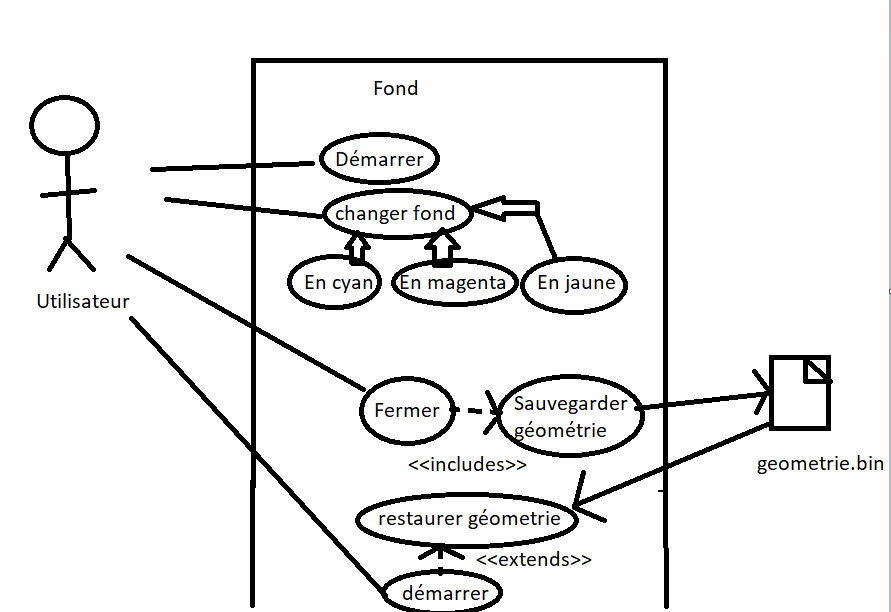 Fond
Démarrer
changer fond
En cyan
En magenta
En jaune
Utilisateur
Fermer
Sauvegarder
géométrie
<<includes>>
geometrie.bin
restaurer géometrie
<<extends>>
démarrer